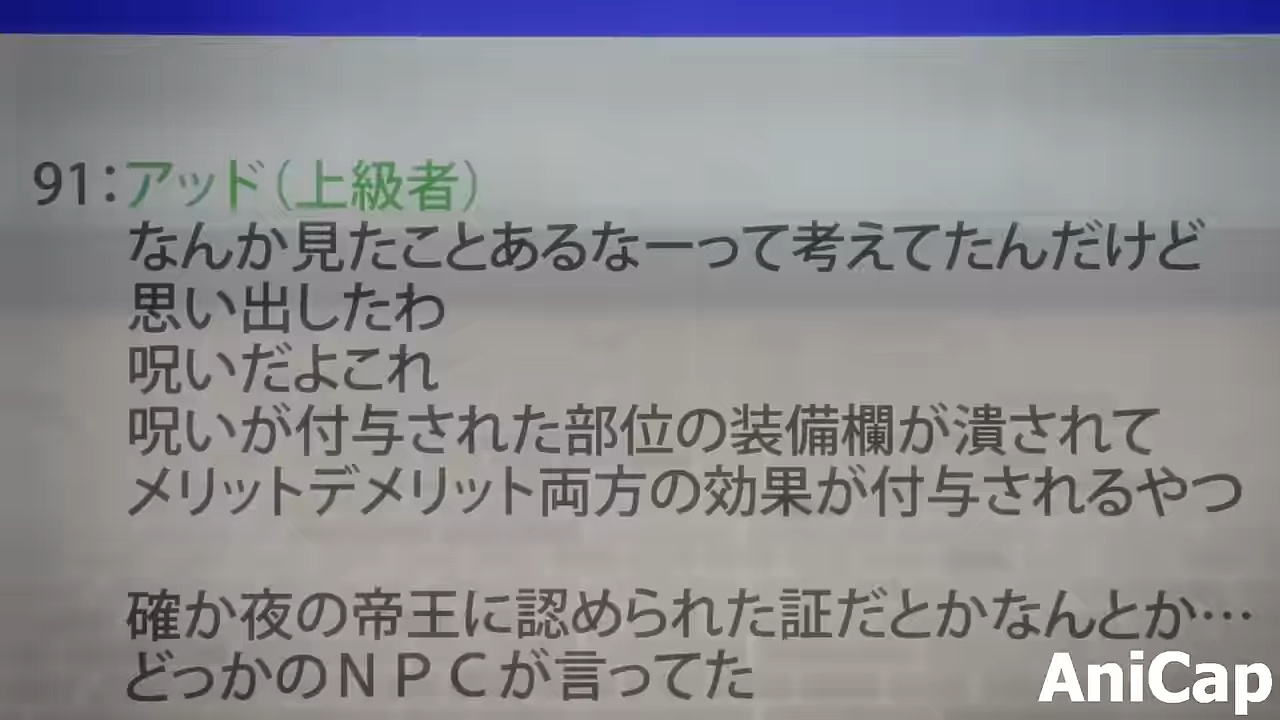 91：アッド（上級者）
なんか見たことあるなーって考えてたんだけど
思い出したわ
呪いだよこれ
呪いが付与された部位の装備欄が潰されて
メリットデメリット両方の効果が付与されるやつ
確か夜の帝王に認められた証だとかなんとか…
どっかのＮＰＣが言ってた
AniCap